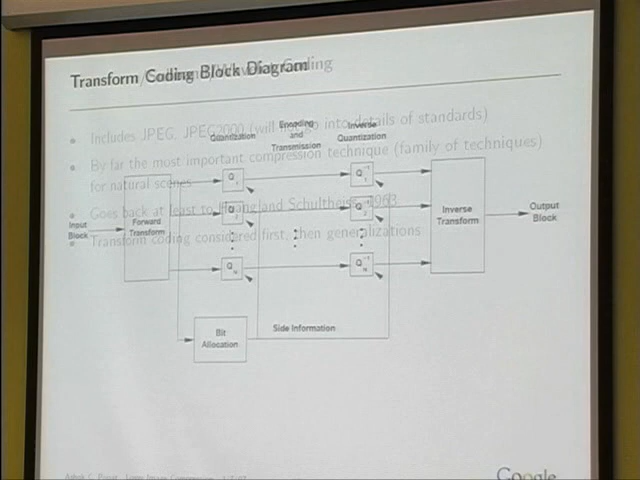 Transform Coding Block Diagram
Includes JPEG, JPEG2000 (will not go into details of standards)
Quantization
Encoding
and
Transmission
Inverse
Quantization
By far the most important compression technique (family of techniques)
for natural scenes
Goes back at least to Huang and Schultheiss, 1963
Transform coding considered first, then generalizations
Input
Block
Forward
Transform
Inverse
Transform
Output
Block
Bit
Allocation
Side Information
Google